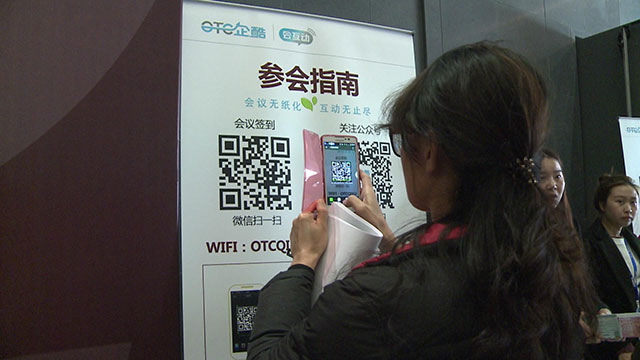 OTC企酷 云互动
参会指南
会议无纸化 互动无止尽
会议签到 关注公众号
微信扫一扫
WIFI：OTCQI